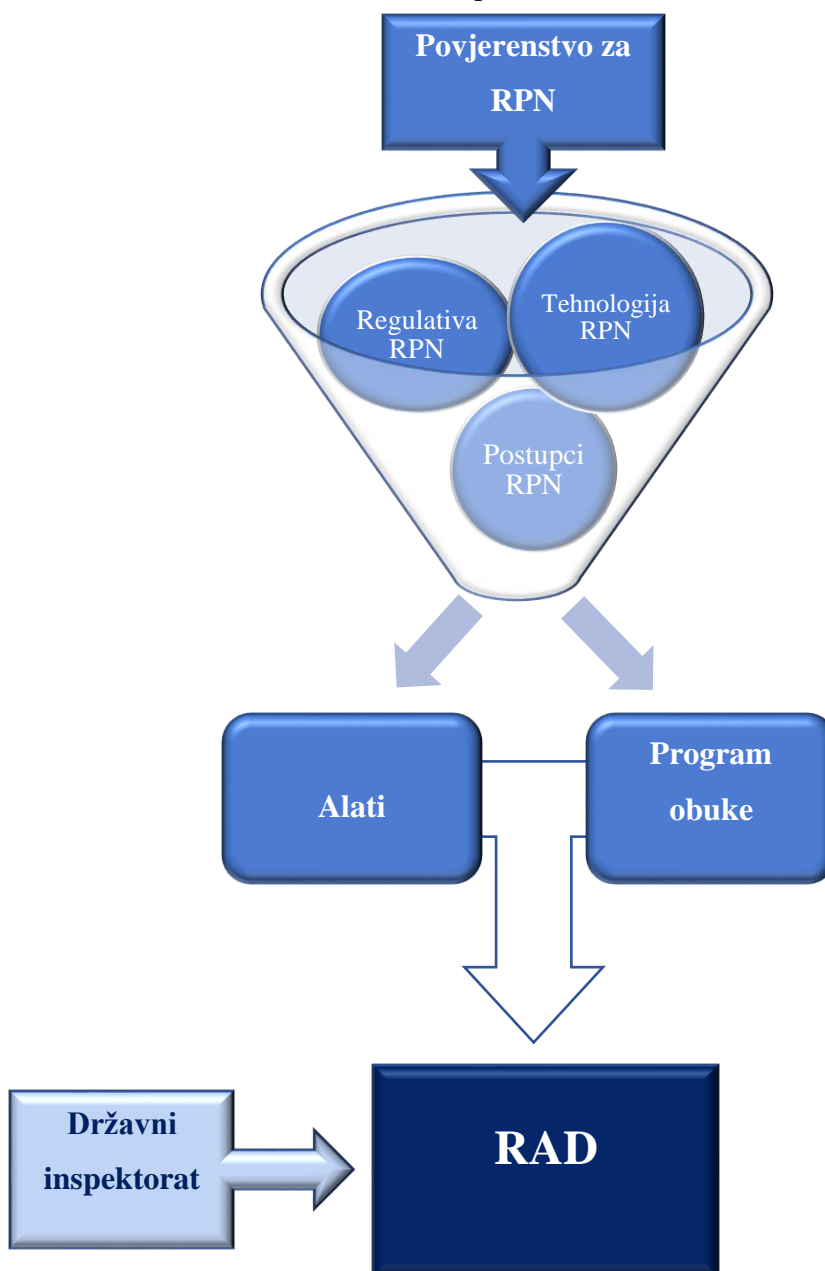 Povjerenstvo za
RPN
Regulativa
RPN
Tehnologija
RPN
Postupci
RPN
Alati
Program
obuke
Državni
inspektorat
RAD